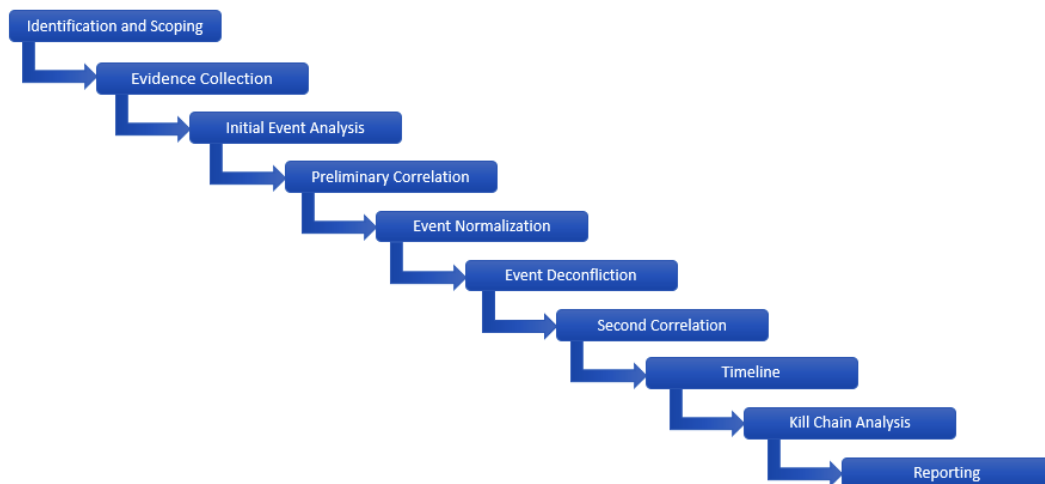 Identification and Scoping
Evidence Collection
Initial Event Analysis
Preliminary Correlation
Event Normalization
Event Deconfliction
Second Correlation
Timeline
Kill Chain Analysis
Reporting